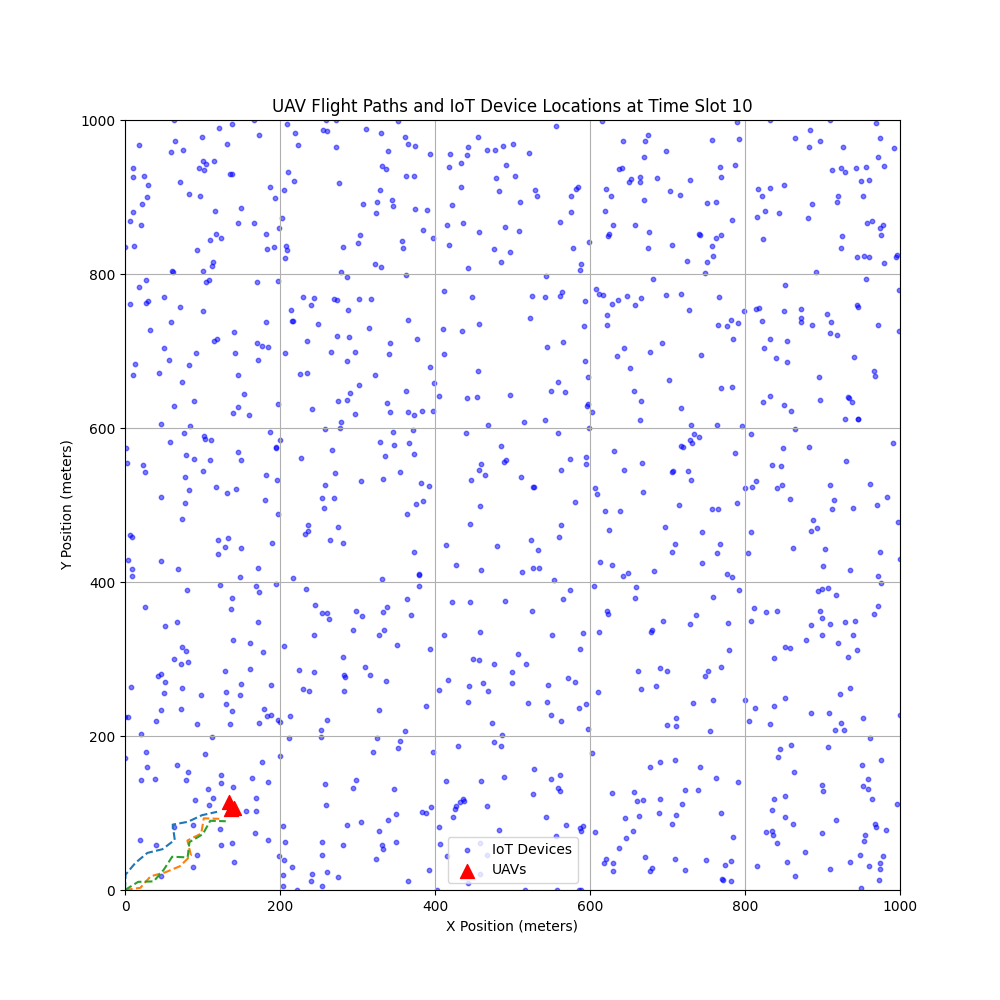 UAV Flight Paths and IoT Device Locations at Time Slot 10
1000
800
600
400
200
0
Y Position (meters)
IoT Devices
UAVs
0 200 400 600 800 1000
X Position (meters)